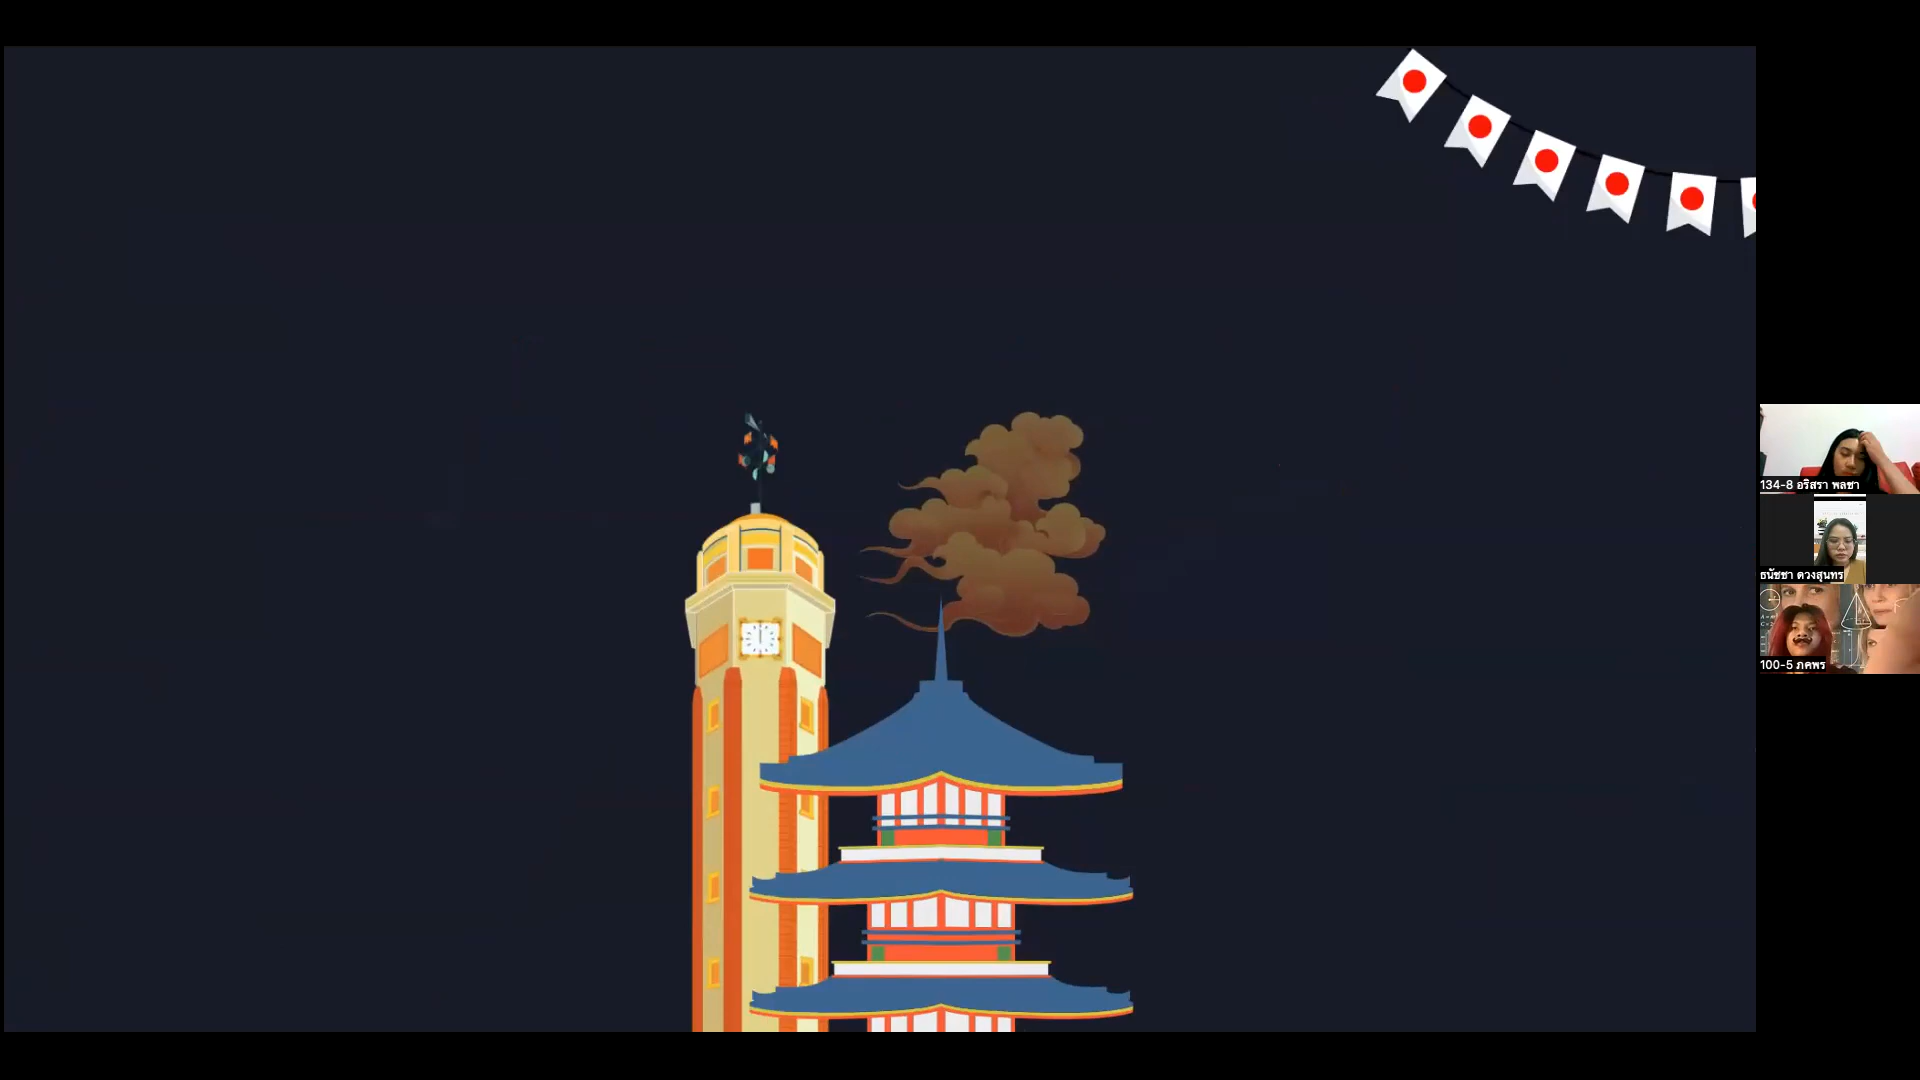 134-8 อริสรา พลซา
ธนัชชา ดวงสุนทร
100-5 ภคพร